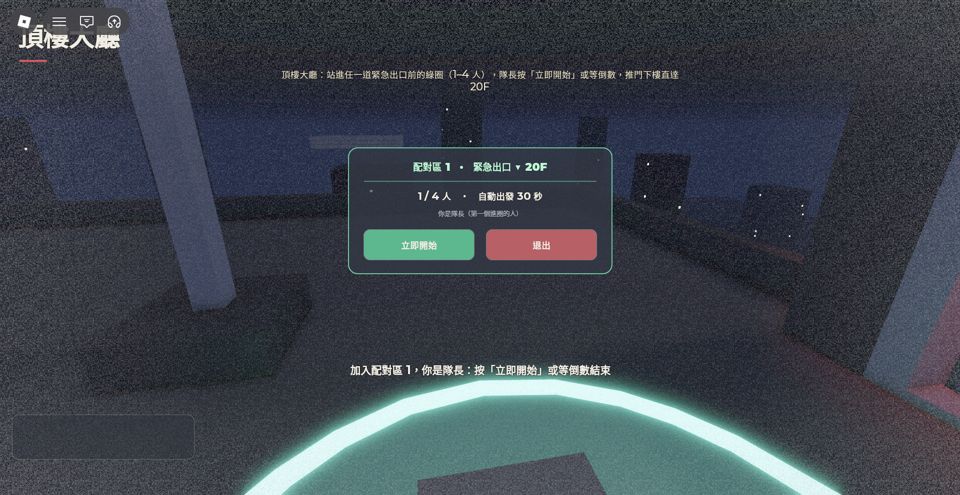 頂樓大廳
頂樓大廳：站進任一道緊急出口前的綠圈（1–4 人），隊長按「立即開始」或等倒數，推門下樓直達
20F
配對區 1 • 緊急出口 ▼ 20F
1 / 4 人 • 自動出發 30 秒
你是隊長（第一個進圈的人）
立即開始
退出
加入配對區 1，你是隊長：按「立即開始」或等倒數結束